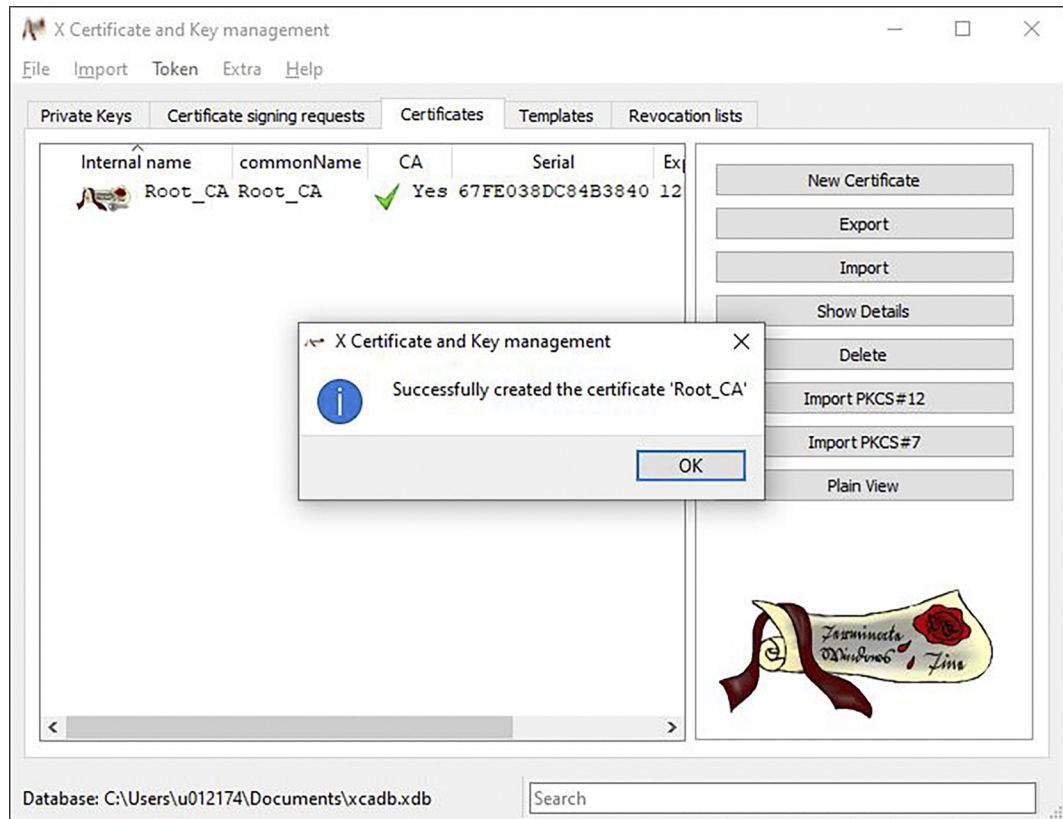 X Certificate and Key management
File Import Token Extra Help
Private Keys Certificate signing requests Certificates Templates Revocation lists
Internal name commonName CA Serial Ex
Root_CA Root_CA Yes 67FE038DC84B3840 12
New Certificate
Export
Import
Show Details
Delete
Import PKCS#12
Import PKCS#7
Plain View
X Certificate and Key management
Successfully created the certificate 'Root_CA'
OK
Windows
Database: C:\Users\u012174\Documents\xcadb.xdb
Search